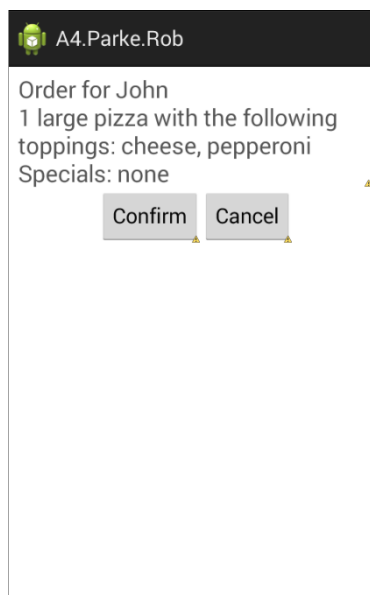 A4.Parke.Rob
Order for John
1 large pizza with the following
toppings: cheese, pepperoni
Specials: none
Confirm Cancel